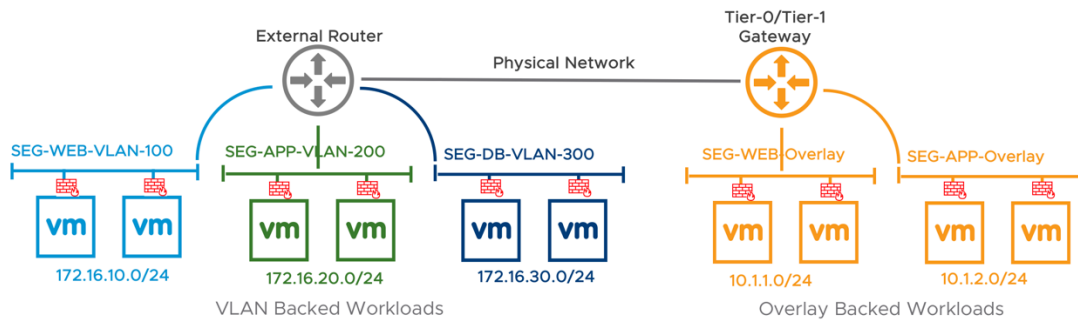 External Router
Physical Network
Tier-0/Tier-1
Gateway
SEG-WEB-VLAN-100
SEG-APP-VLAN-200
SEG-DB-VLAN-300
SEG-WEB-Overlay
SEG-APP-Overlay
vm vm vm vm vm vm vm vm vm vm
172.16.10.0/24
172.16.20.0/24
172.16.30.0/24
10.1.1.0/24
10.1.2.0/24
VLAN Backed Workloads
Overlay Backed Workloads